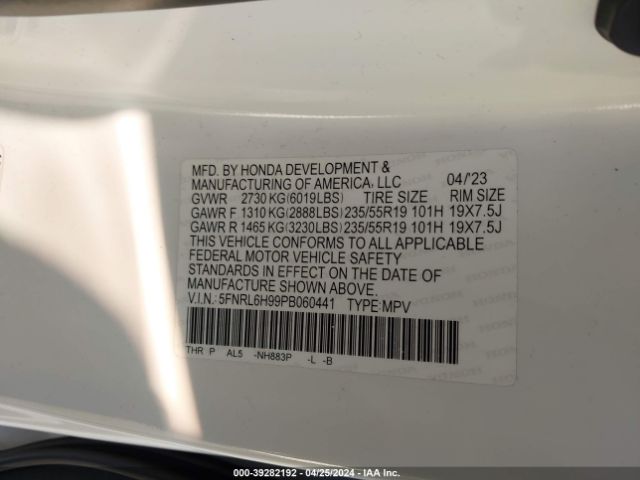 MFD. BY HONDA DEVELOPMENT &
MANUFACTURING OF AMERICA, LLC 04/'23
GVWR 2730 KG(6019LBS) TIRE SIZE RIM SIZE
GAWR F 1310 KG(2888LBS) 235/55R19 101H 19X7.5J
GAWR R 1465 KG(3230LBS) 235/55R19 101H 19X7.5J
THIS VEHICLE CONFORMS TO ALL APPLICABLE
FEDERAL MOTOR VEHICLE SAFETY
STANDARDS IN EFFECT ON THE DATE OF
MANUFACTURE SHOWN ABOVE.
V.I.N.: 5FNRL6H99PB060441 TYPE:MPV
THR P AL5 -NH883P -L -B
000-39282192 - 04/25/2024 - IAA Inc.